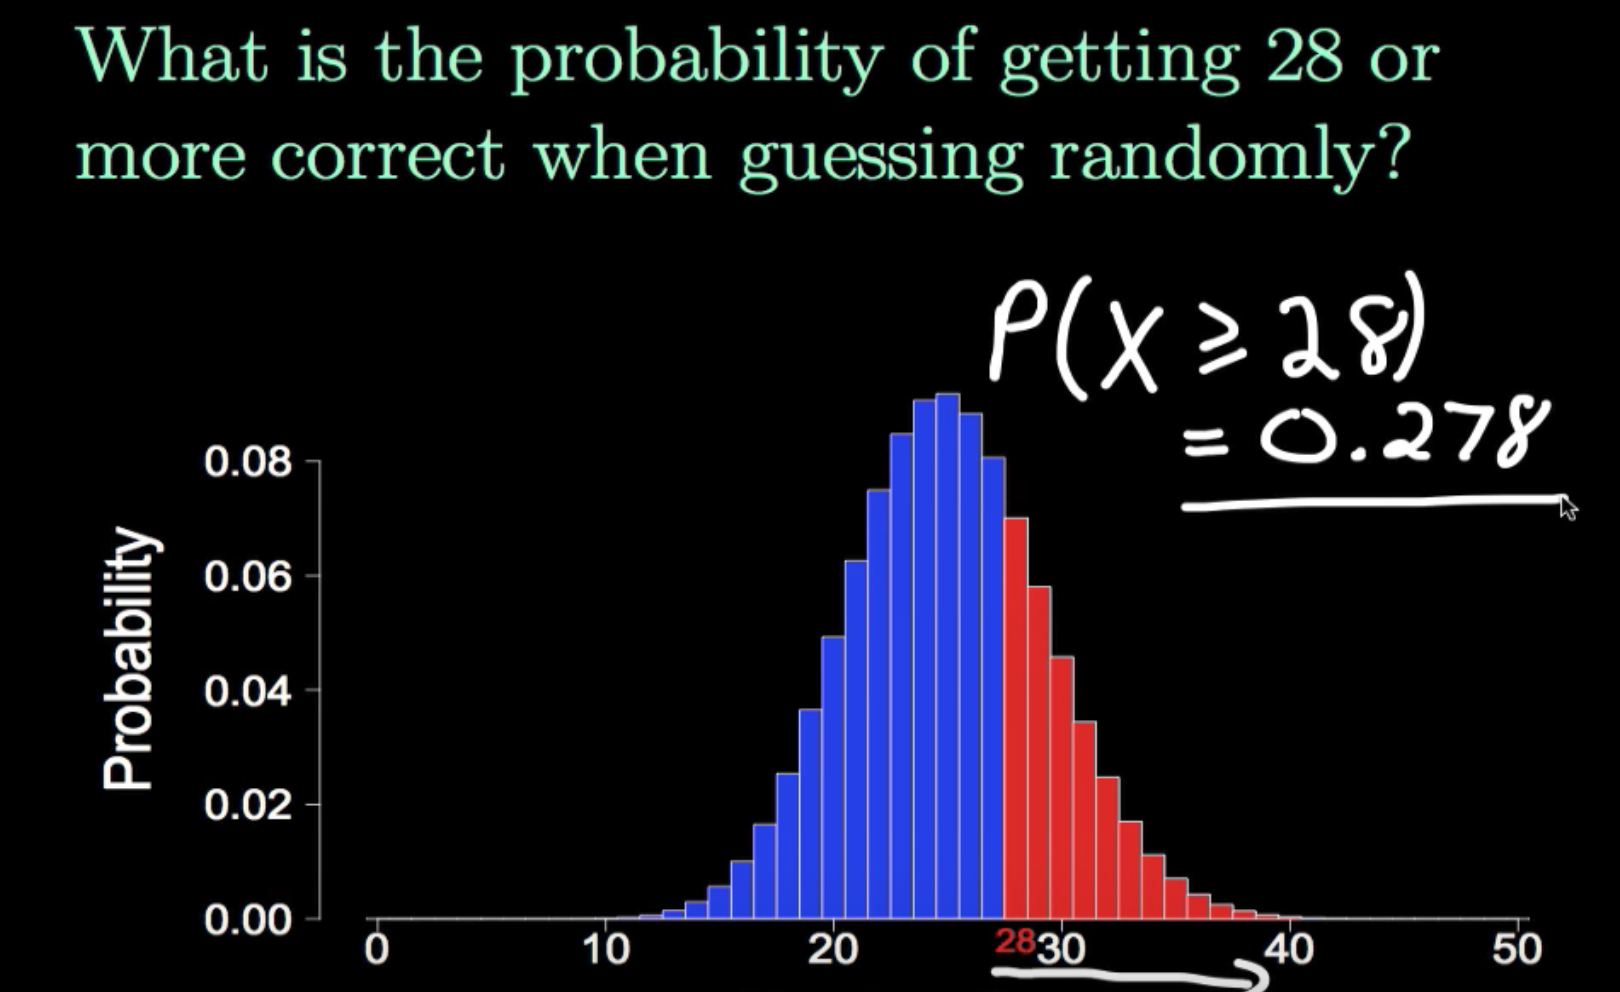 What is the probability of getting 28 or
more correct when guessing randomly?
P(X ≥ 28)
= 0.278
Probability
0.08
0.06
0.04
0.02
0.00
0 10 20 28 30 40 50